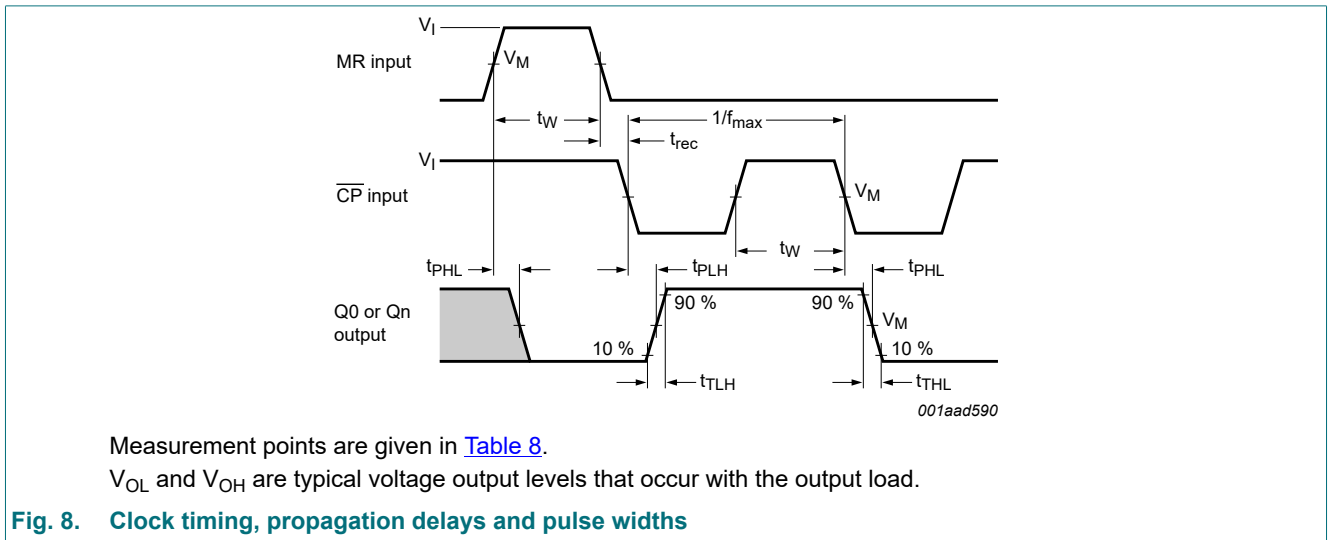 VI
MR input
VM
tW
1/fmax
trec
VI
CP input
VM
tW
tPHL
tPLH
tPHL
Q0 or Qn
output
90 %
90 %
VM
10 %
10 %
tTLH
tTHL
001aad590
Measurement points are given in Table 8.
VOL and VOH are typical voltage output levels that occur with the output load.
Fig. 8. Clock timing, propagation delays and pulse widths